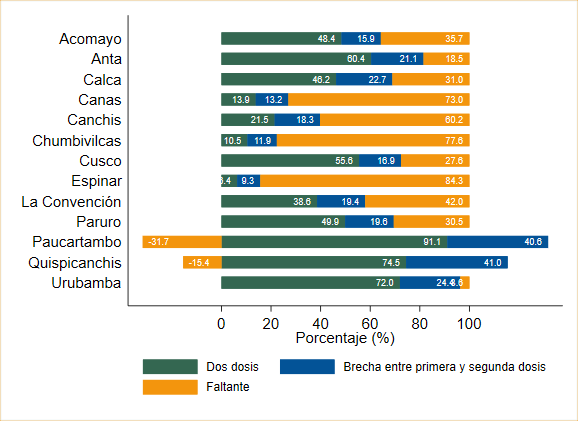 Acomayo 48.4 15.9 35.7
Anta 60.4 21.1 18.5
Calca 46.2 22.7 31.0
Canas 13.9 13.2 73.0
Canchis 21.5 18.3 60.2
Chumbivilcas 10.5 11.9 77.6
Cusco 55.6 16.9 27.6
Espinar 9.3 84.3
La Convención 38.6 19.4 42.0
Paruro 49.9 19.6 30.5
Paucartambo -31.7 91.1 40.6
Quispicanchis -15.4 74.5 41.0
Urubamba 72.0 24.4
0 20 40 60 80 100
Porcentaje (%)
Dos dosis Brecha entre primera y segunda dosis
Faltante